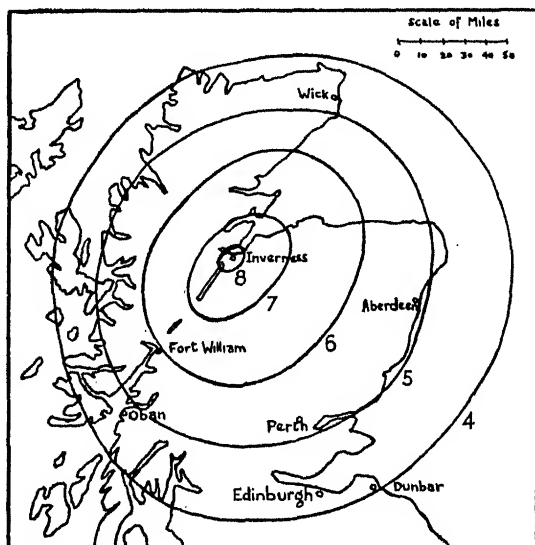 Scale of Miles
0 10 20 30 40 50
Wick
Inverness
8
7
Aberdeen
6
Fort William
5
4
Oban
Perth
Edinburgh
Dunbar